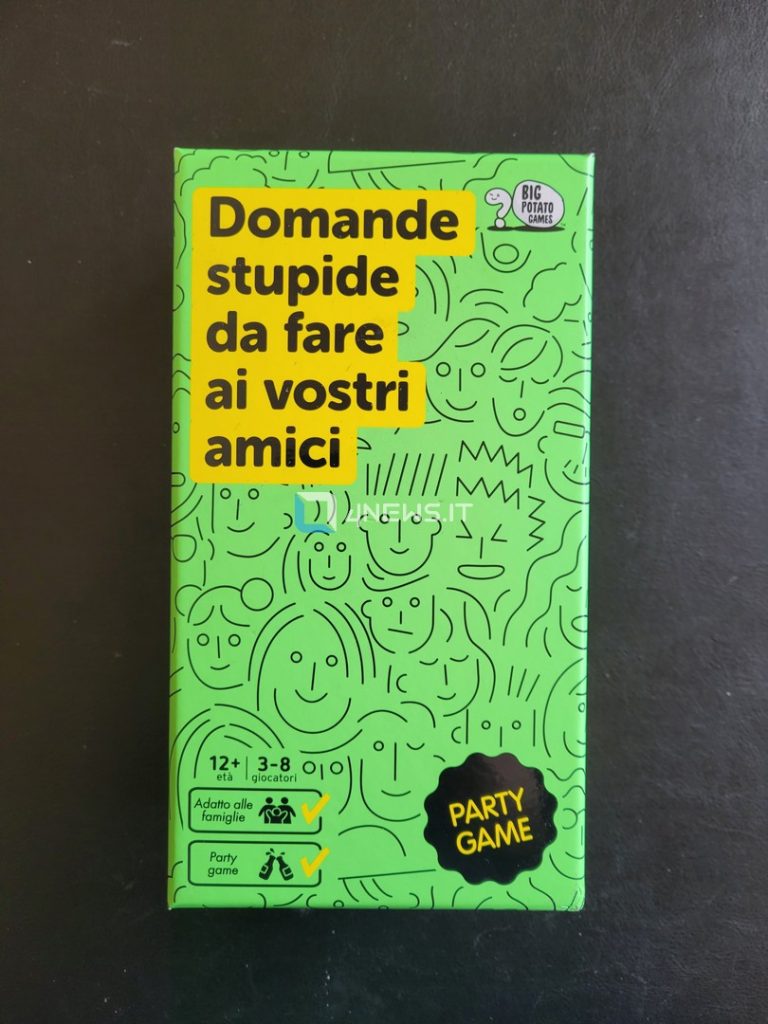 Domande
stupide
da fare
ai vostri
amici
BIG
POTATO
GAMES
JNEWS.IT
12+
età
3-8
giocatori
Adatto alle
famiglie
Party
game
PARTY
GAME